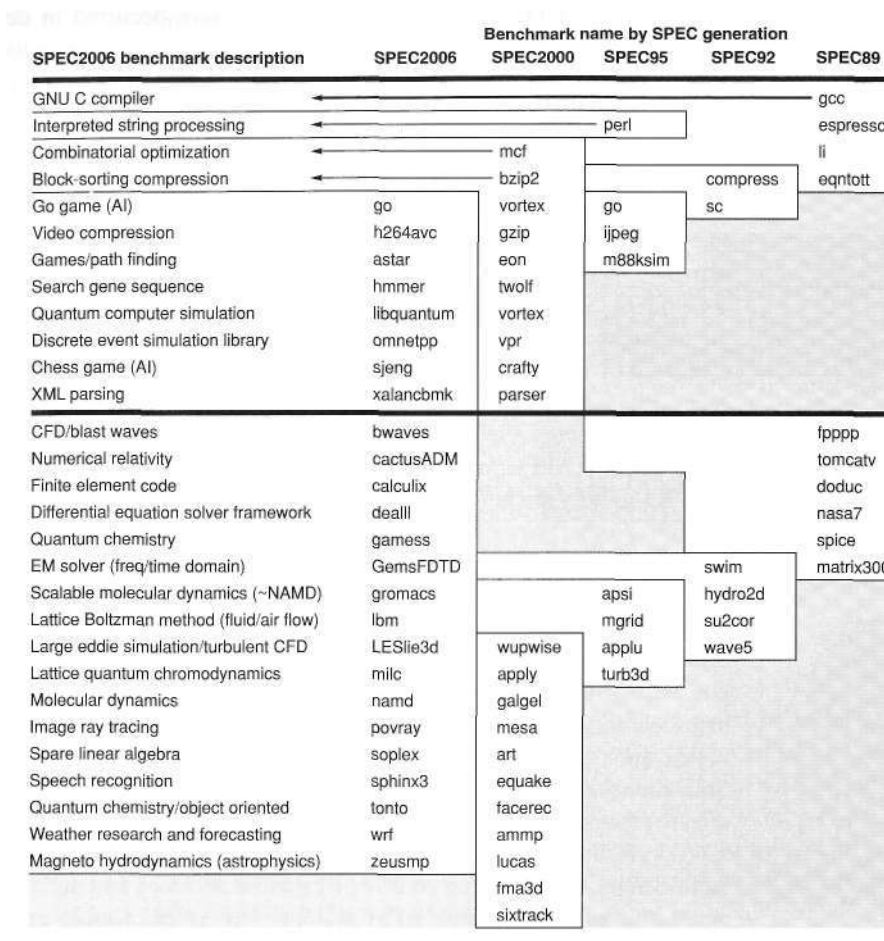 Benchmark name by SPEC generation
SPEC2006 benchmark description SPEC2006 SPEC2000 SPEC95 SPEC92 SPEC89
GNU C compiler gcc
Interpreted string processing perl espresso
Combinatorial optimization mcf li
Block-sorting compression bzip2 compress eqntott
Go game (AI) go vortex go sc
Video compression h264avc gzip ijpeg
Games/path finding astar eon m88ksim
Search gene sequence hmmer twolf
Quantum computer simulation libquantum vortex
Discrete event simulation library omnetpp vpr
Chess game (AI) sjeng crafty
XML parsing xalancbmk parser
CFD/blast waves bwaves fpppp
Numerical relativity cactusADM tomcatv
Finite element code calculix doduc
Differential equation solver framework dealll nasa7
Quantum chemistry gamess spice
EM solver (freq/time domain) GemsFDTD swim matrix300
Scalable molecular dynamics (~NAMD) gromacs apsi hydro2d
Lattice Boltzman method (fluid/air flow) lbm mgrid su2cor
Large eddie simulation/turbulent CFD LESlie3d wupwise applu wave5
Lattice quantum chromodynamics milc apply turb3d
Molecular dynamics namd galgel
Image ray tracing povray mesa
Spare linear algebra soplex art
Speech recognition sphinx3 equake
Quantum chemistry/object oriented tonto facerec
Weather research and forecasting wrf ammp
Magneto hydrodynamics (astrophysics) zeusmp lucas
fma3d
sixtrack